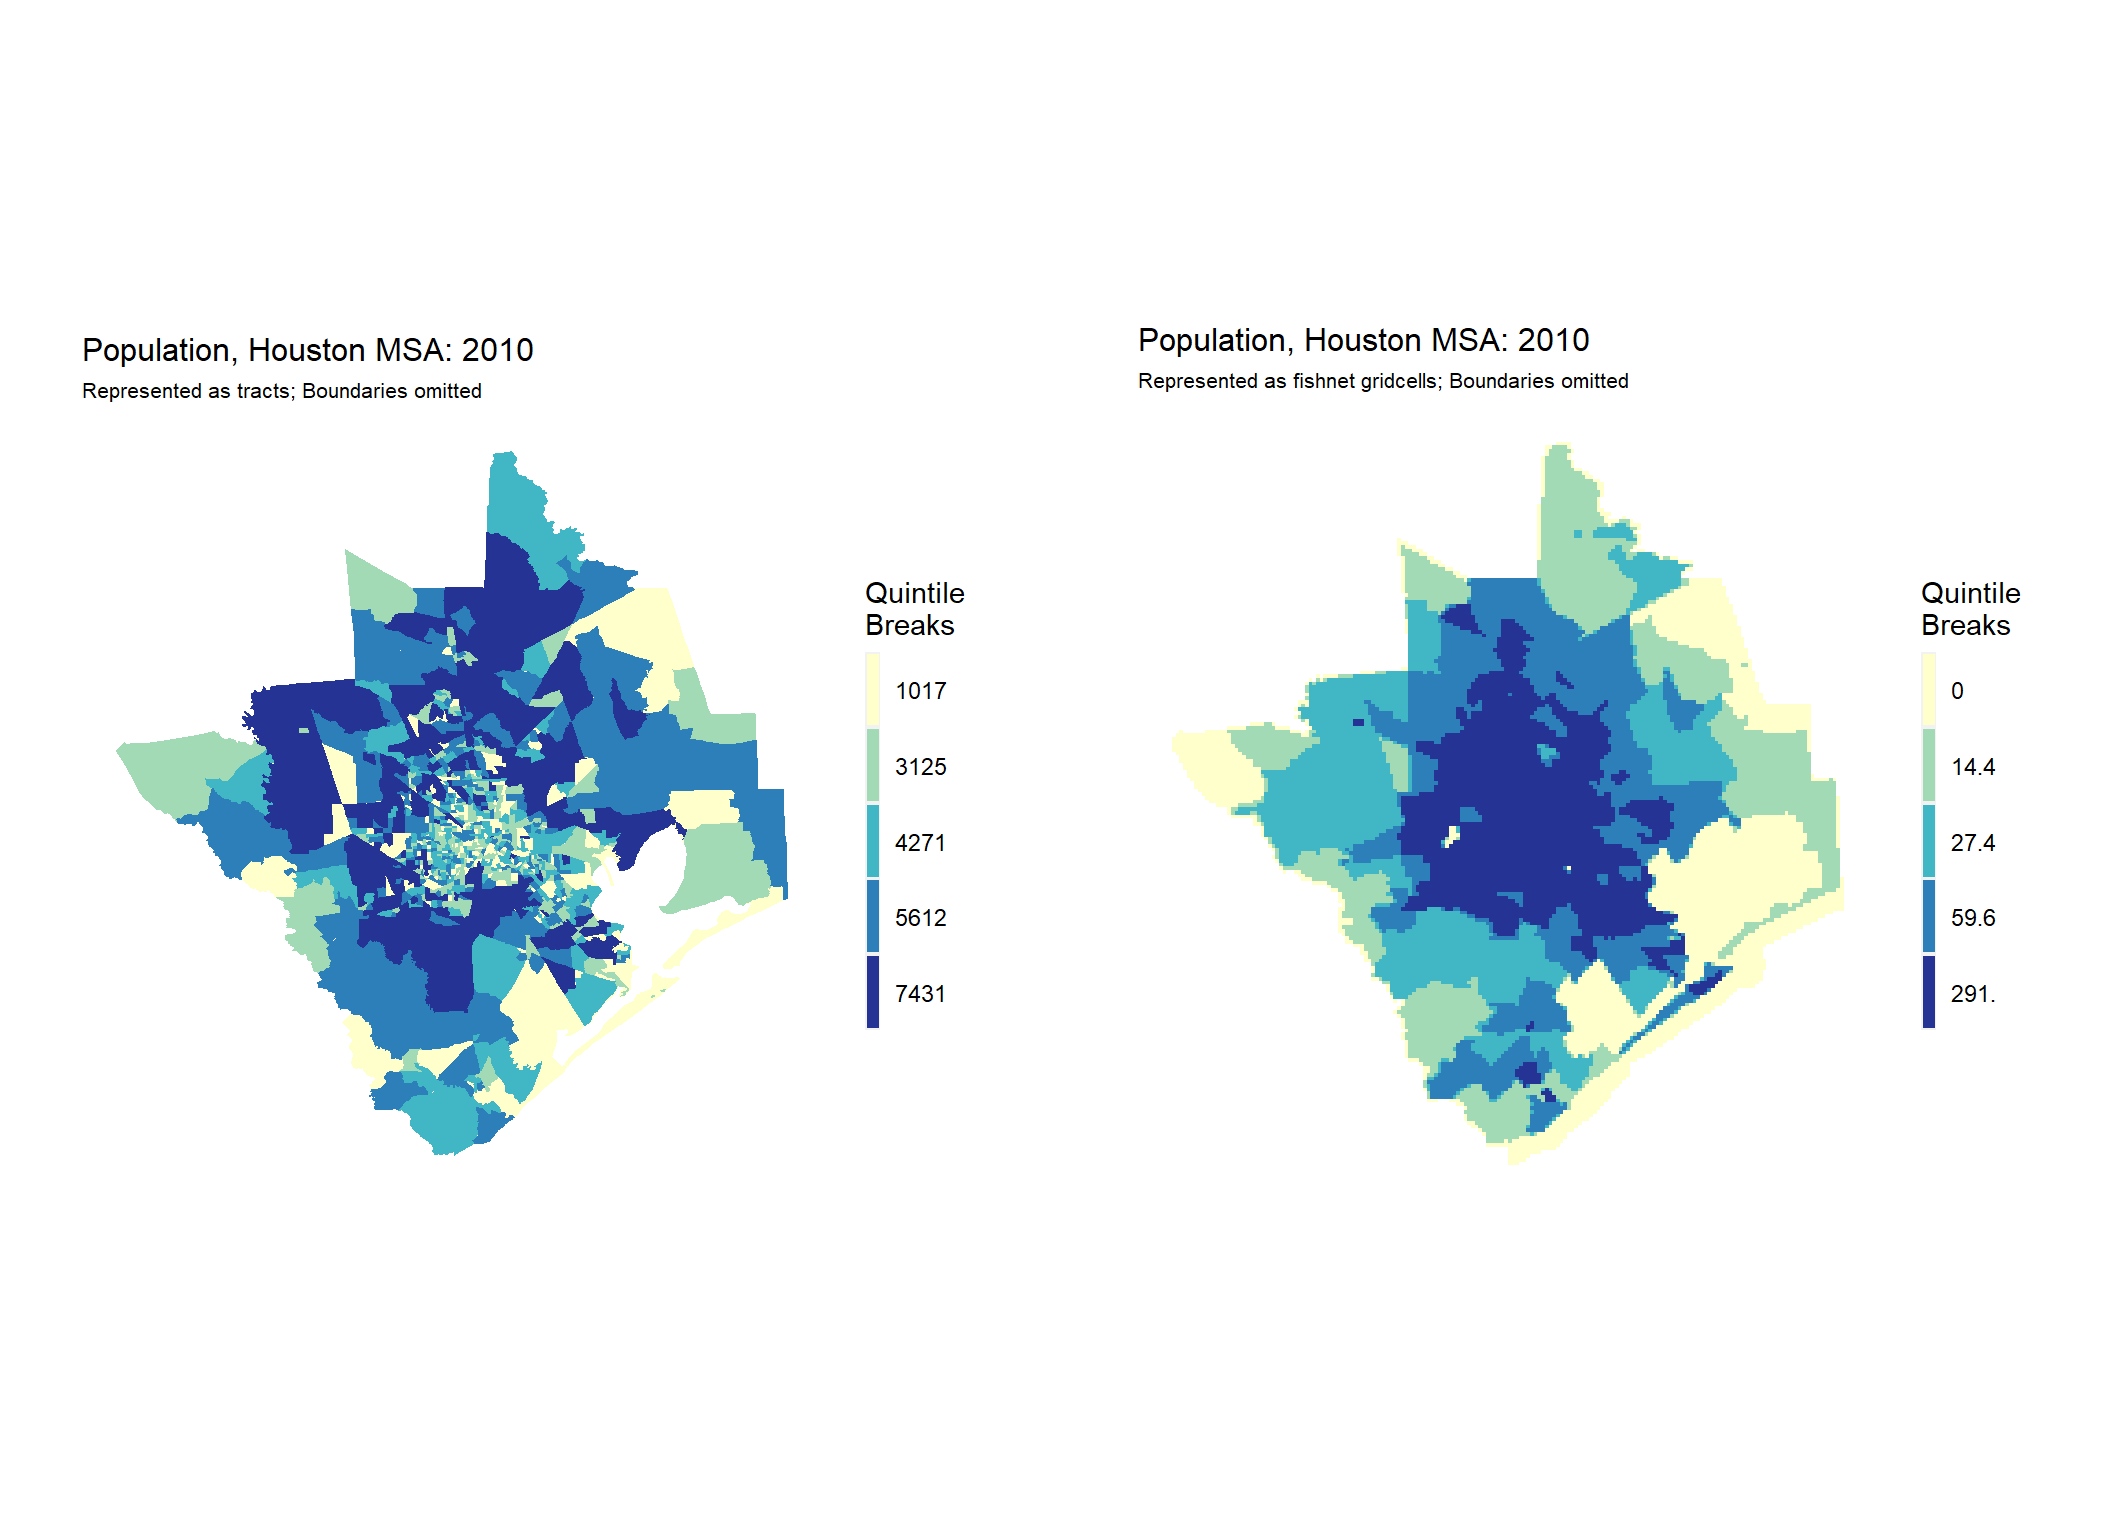 Population, Houston MSA: 2010
Represented as tracts; Boundaries omitted
Quintile
Breaks
1017
3125
4271
5612
7431
Population, Houston MSA: 2010
Represented as fishnet gridcells; Boundaries omitted
Quintile
Breaks
0
14.4
27.4
59.6
291.